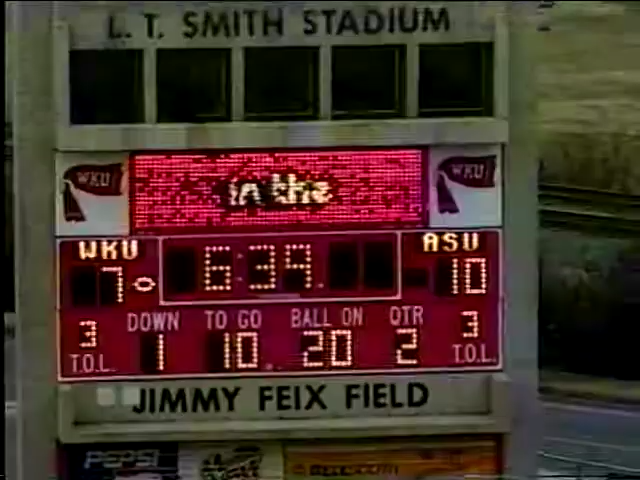 L. T. SMITH STADIUM
WKU
in the
WKU
WKU
ASU
7
6:39
10
DOWN TO GO BALL ON QTR
3 1 10 20 2 3
T.O.L. T.O.L.
JIMMY FEIX FIELD
PEPSI